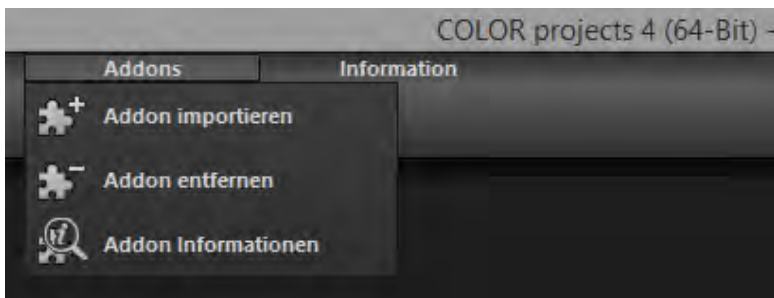 COLOR projects 4 (64-Bit) -
Addons Information
Addon importieren
Addon entfernen
Addon Informationen